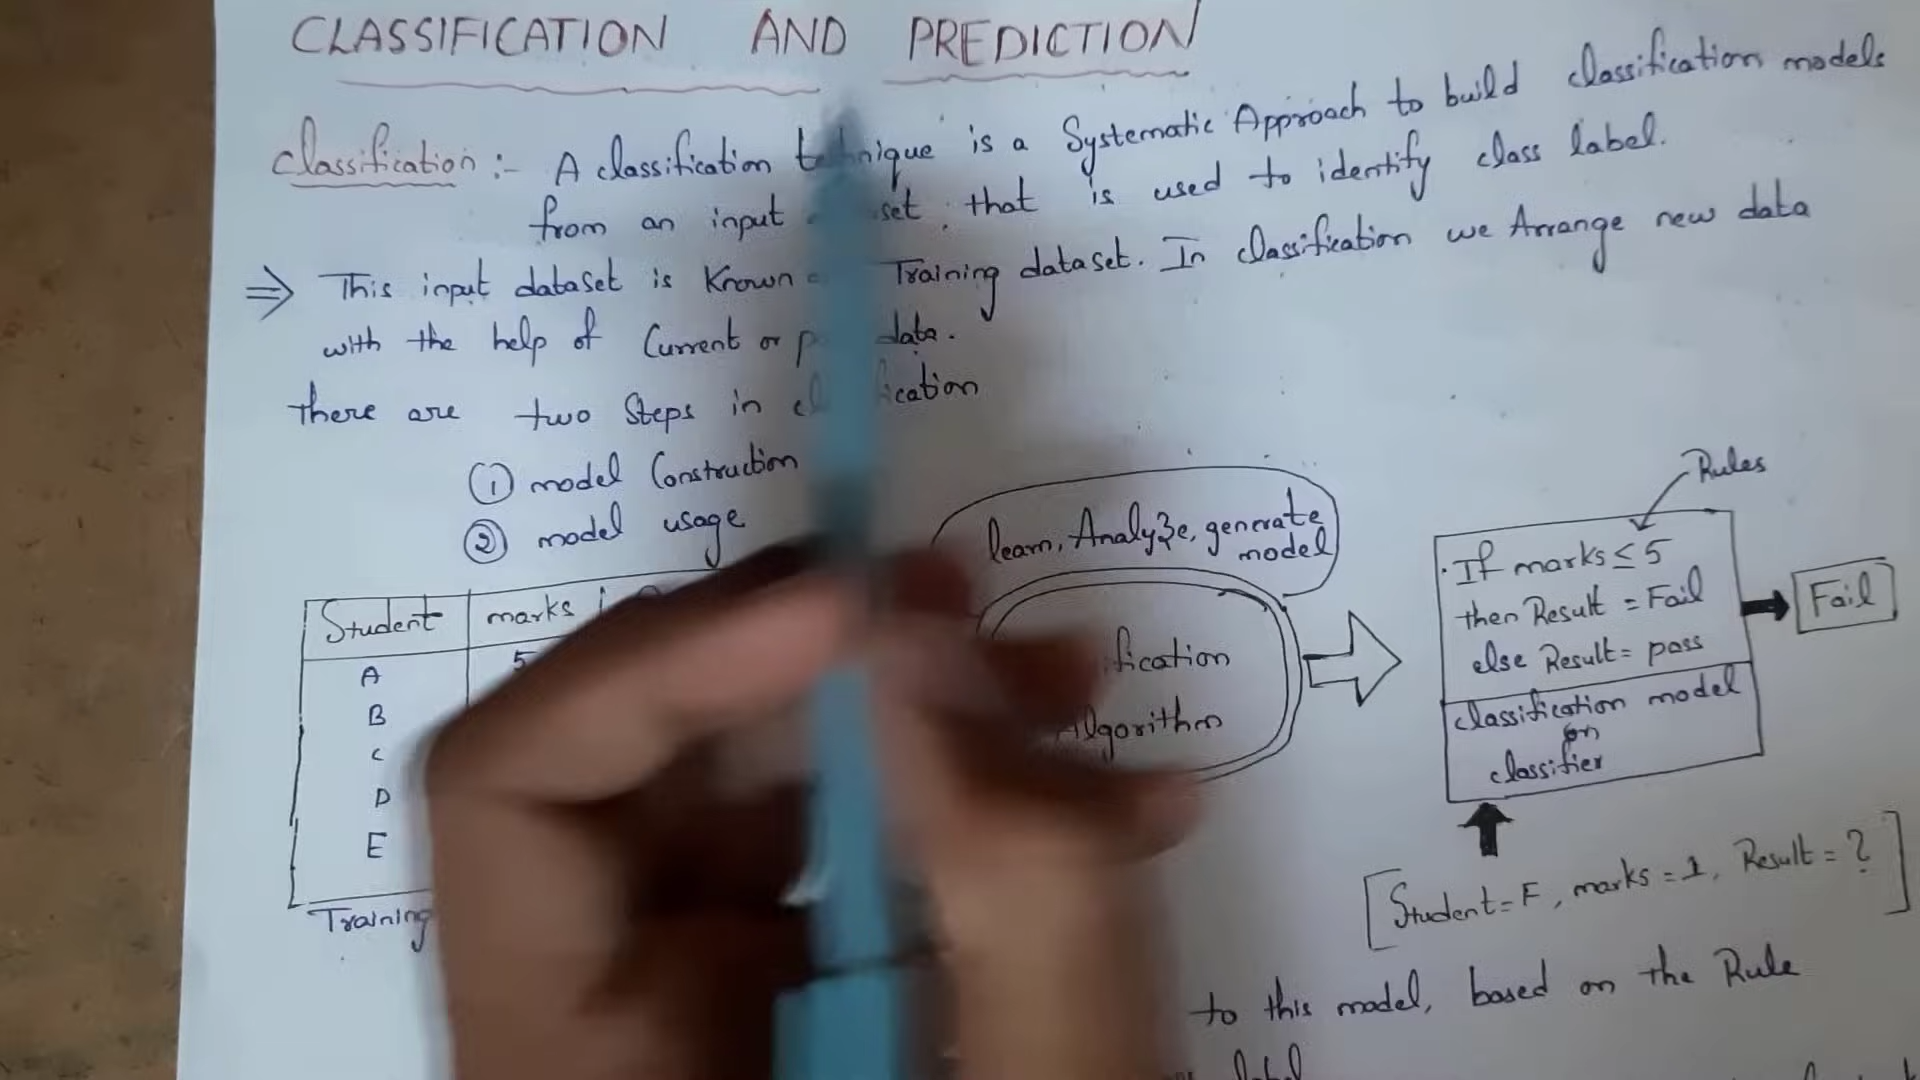 CLASSIFICATION AND PREDICTION
classification :- A classification technique is a Systematic Approach to build classification models
from an input set that is used to identify class label.
⇒ This input dataset is Known Training dataset. In classification we Arrange new data
with the help of Current or data.
there are two Steps in
① model Construction
② model usage
Student marks
A 5
B
C
D
E
Training
learn, Analyze, generate
model
Algorithm
Rules
. If marks ≤ 5
then Result = Fail
else Result = pass
classification model
or
classifier
Fail
[Student = F, marks = 1, Result = ?]
to this model, based on the Rule
label